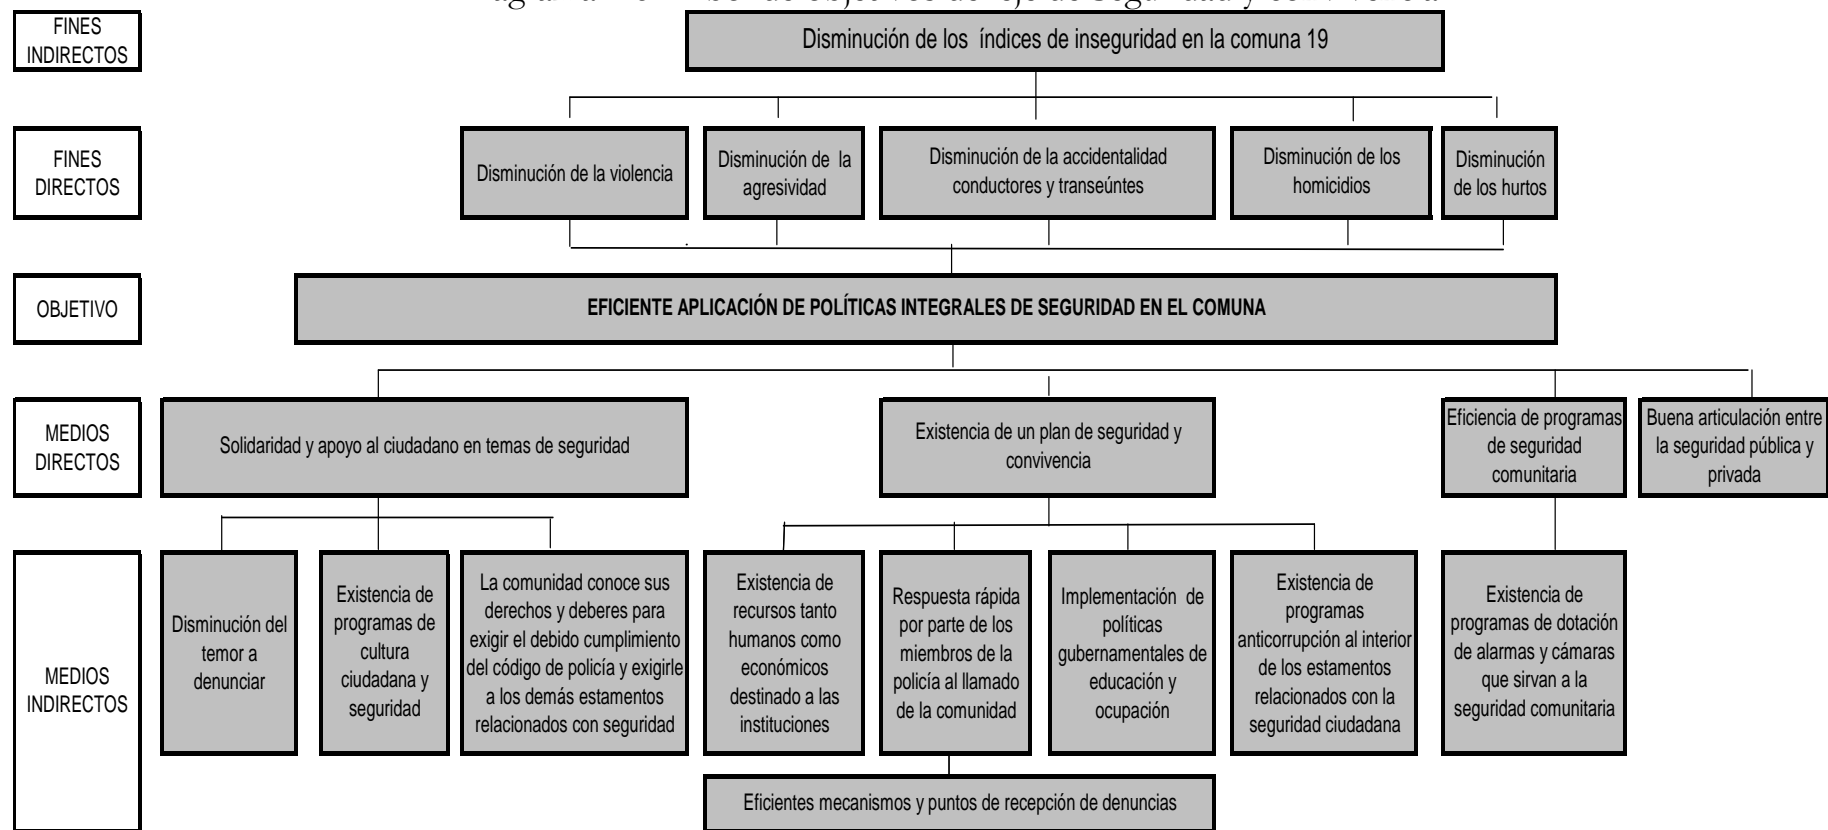 FINES
INDIRECTOS
Disminución de los índices de inseguridad en la comuna 19
FINES
DIRECTOS
Disminución de la violencia
Disminución de la
agresividad
Disminución de la accidentalidad
conductores y transeúntes
Disminución de los
homicidios
Disminución
de los hurtos
OBJETIVO
EFICIENTE APLICACIÓN DE POLÍTICAS INTEGRALES DE SEGURIDAD EN EL COMUNA
MEDIOS
DIRECTOS
Solidaridad y apoyo al ciudadano en temas de seguridad
Existencia de un plan de seguridad y
convivencia
Eficiencia de programas
de seguridad
comunitaria
Buena articulación entre
la seguridad pública y
privada
MEDIOS
INDIRECTOS
Disminución del
temor a
denunciar
Existencia de
programas de
cultura
ciudadana y
seguridad
La comunidad conoce sus
derechos y deberes para
exigir el debido cumplimiento
del código de policía y exigirle
a los demás estamentos
relacionados con seguridad
Existencia de
recursos tanto
humanos como
económicos
destinado a las
instituciones
Respuesta rápida
por parte de los
miembros de la
policía al llamado
de la comunidad
Implementación de
políticas
gubernamentales de
educación y
ocupación
Existencia de
programas
anticorrupción al interior
de los estamentos
relacionados con la
seguridad ciudadana
Existencia de
programas de dotación
de alarmas y cámaras
que sirvan a la
seguridad comunitaria
Eficientes mecanismos y puntos de recepción de denuncias